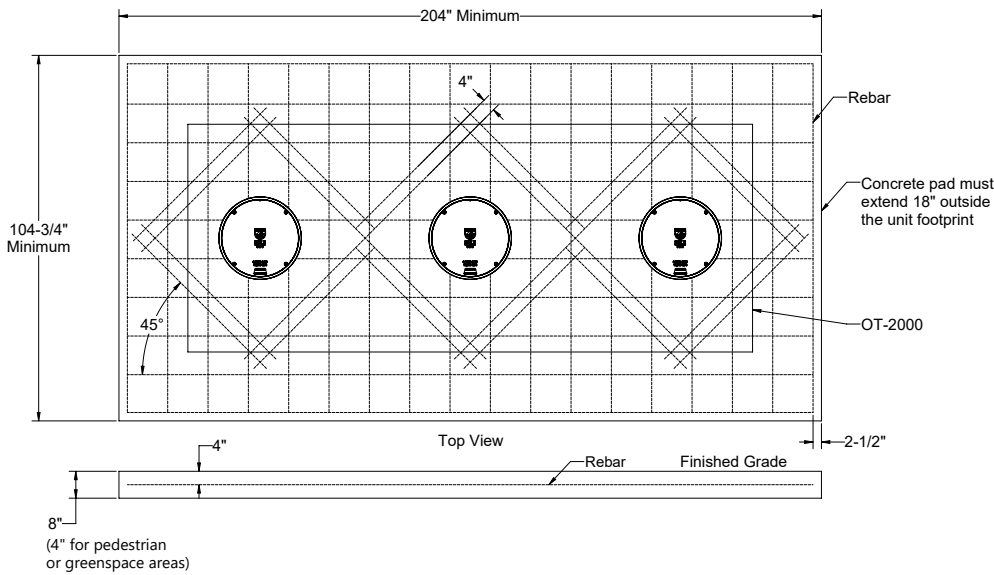 204" Minimum
4"
Rebar
Concrete pad must
extend 18" outside
the unit footprint
104-3/4"
Minimum
45°
OT-2000
Top View
2-1/2"
4"
Rebar
Finished Grade
8"
(4" for pedestrian
or greenspace areas)